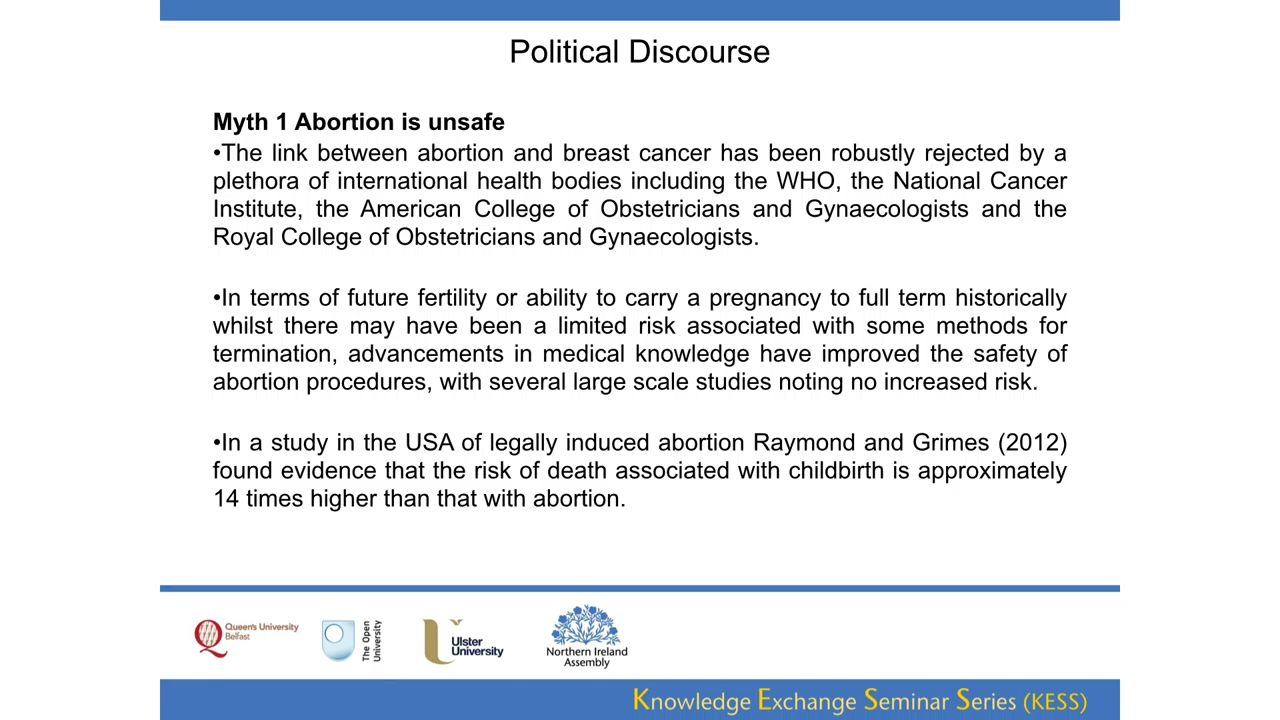 Political Discourse
Myth 1 Abortion is unsafe
•The link between abortion and breast cancer has been robustly rejected by a
plethora of international health bodies including the WHO, the National Cancer
Institute, the American College of Obstetricians and Gynaecologists and the
Royal College of Obstetricians and Gynaecologists.
•In terms of future fertility or ability to carry a pregnancy to full term historically
whilst there may have been a limited risk associated with some methods for
termination, advancements in medical knowledge have improved the safety of
abortion procedures, with several large scale studies noting no increased risk.
•In a study in the USA of legally induced abortion Raymond and Grimes (2012)
found evidence that the risk of death associated with childbirth is approximately
14 times higher than that with abortion.
Queen's University
Belfast
The Open
University
Ulster
University
Northern Ireland
Assembly
Knowledge Exchange Seminar Series (KESS)